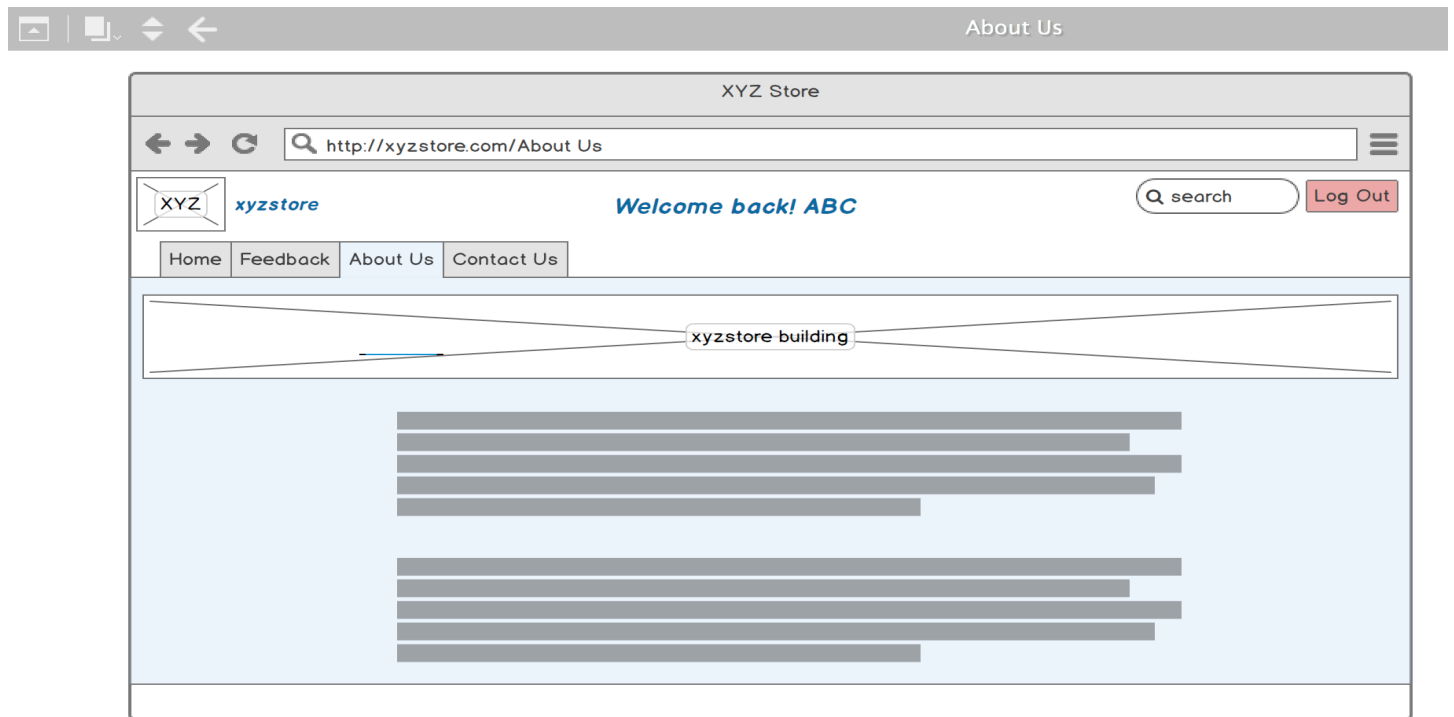 About Us
XYZ Store
http://xyzstore.com/About Us
XYZ xyzstore Welcome back! ABC search Log Out
Home Feedback About Us Contact Us
xyzstore building